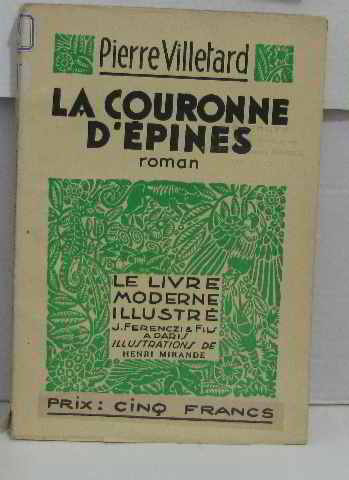 Pierre Villetard
LA COURONNE
D'ÉPINES
roman
LE LIVRE
MODERNE
ILLUSTRÉ
J. FERENCZI & FILS
A PARIS
ILLUSTRATIONS DE
HENRI MIRANDE
PRIX: CINQ FRANCS